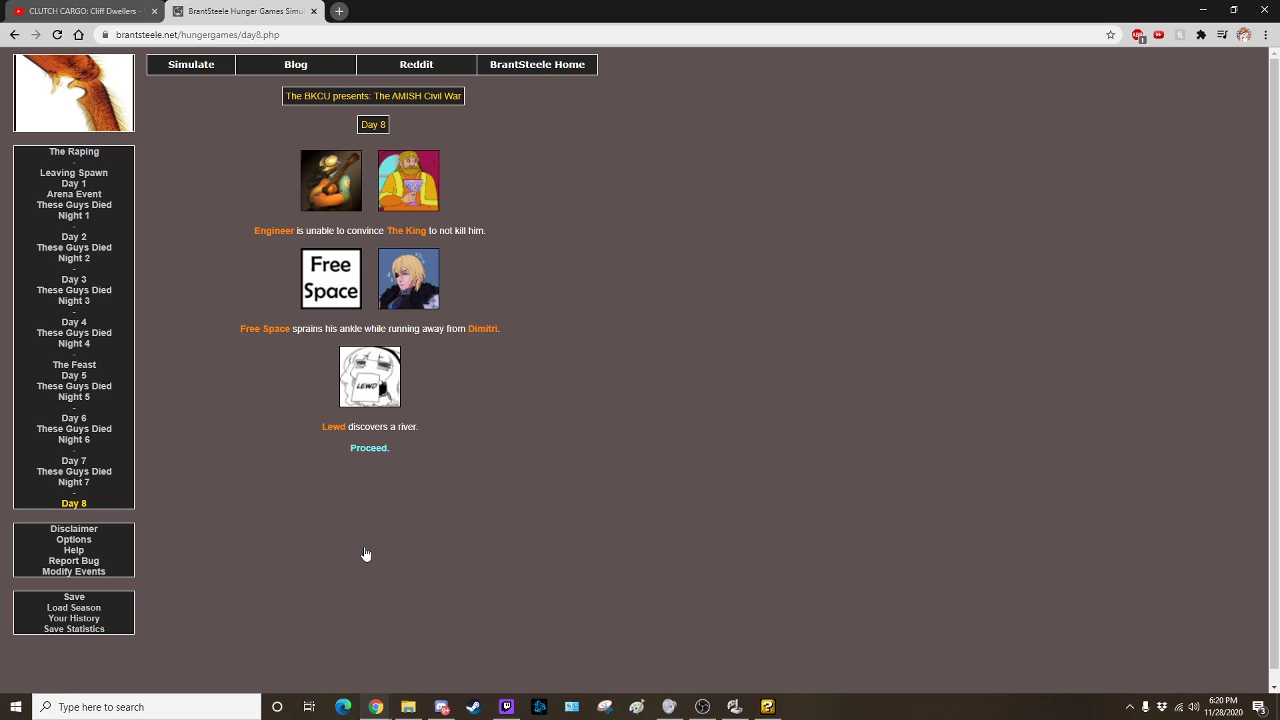 CLUTCH CARGO: Cliff Dwellers -
BrantSteele Hunger Games Simu
brantsteele.net/hungergames/day8.php
1
Simulate
Blog
Reddit
BrantSteele Home
The BKCU presents: The AMISH Civil War
Day 8
The Raping
-
Leaving Spawn
Day 1
Arena Event
These Guys Died
Night 1
-
Day 2
These Guys Died
Night 2
-
Day 3
These Guys Died
Night 3
-
Day 4
These Guys Died
Night 4
-
The Feast
Day 5
These Guys Died
Night 5
-
Day 6
These Guys Died
Night 6
-
Day 7
These Guys Died
Night 7
-
Day 8
Disclaimer
Options
Help
Report Bug
Modify Events
Save
Load Season
Your History
Save Statistics
Engineer is unable to convince The King to not kill him.
Free
Space
Free Space sprains his ankle while running away from Dimitri.
LEWD
Lewd discovers a river.
Proceed.
Type here to search
6:20 PM
11/28/2020